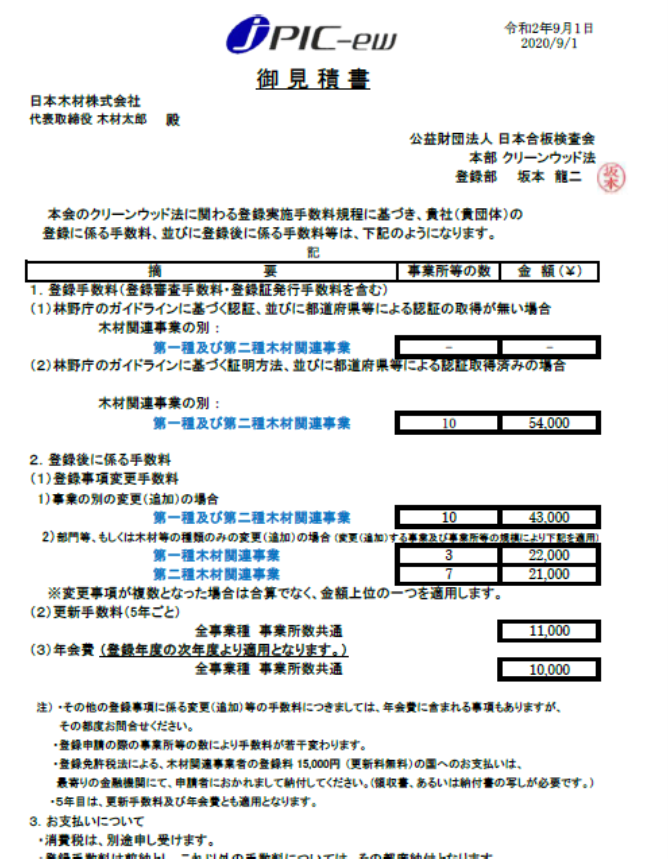 JPIC-ew
令和2年9月1日
2020/9/1
御 見 積 書
日本木材株式会社
代表取締役 木材太郎 殿
公益財団法人 日本合板検査会
本部 クリーンウッド法
登録部 坂本 龍二
坂本
本会のクリーンウッド法に関わる登録実施手数料規程に基づき、貴社(貴団体)の
登録に係る手数料、並びに登録後に係る手数料等は、下記のようになります。
記
摘 要 事業所等の数 金 額(¥)
1. 登録手数料(登録審査手数料・登録証発行手数料を含む)
(1)林野庁のガイドラインに基づく認証、並びに都道府県等による認証の取得が無い場合
木材関連事業の別:
第一種及び第二種木材関連事業 - -
(2)林野庁のガイドラインに基づく証明方法、並びに都道府県等による認証取得済みの場合
木材関連事業の別:
第一種及び第二種木材関連事業 10 54,000
2. 登録後に係る手数料
(1)登録事項変更手数料
1)事業の別の変更(追加)の場合
第一種及び第二種木材関連事業 10 43,000
2)部門等、もしくは木材等の種類のみの変更(追加)の場合(変更(追加)する事業及び事業所等の規模により下記を適用)
第一種木材関連事業 3 22,000
第二種木材関連事業 7 21,000
※変更事項が複数となった場合は合算でなく、金額上位の一つを適用します。
(2)更新手数料(5年ごと)
全事業種 事業所数共通 11,000
(3)年会費 (登録年度の次年度より適用となります。)
全事業種 事業所数共通 10,000
注)・その他の登録事項に係る変更(追加)等の手数料につきましては、年会費に含まれる事項もありますが、
その都度お問合せください。
・登録申請の際の事業所等の数により手数料が若干変わります。
・登録免許税法による、木材関連事業者の登録料 15,000円 (更新料無料)の国へのお支払いは、
最寄りの金融機関にて、申請者におかれまして納付してください。(領収書、あるいは納付書の写しが必要です。)
・5年目は、更新手数料及び年会費とも適用となります。
3. お支払いについて
・消費税は、別途申し受けます。
・登録手数料は前納とし、これ以外の手数料については、その都度納付となります。